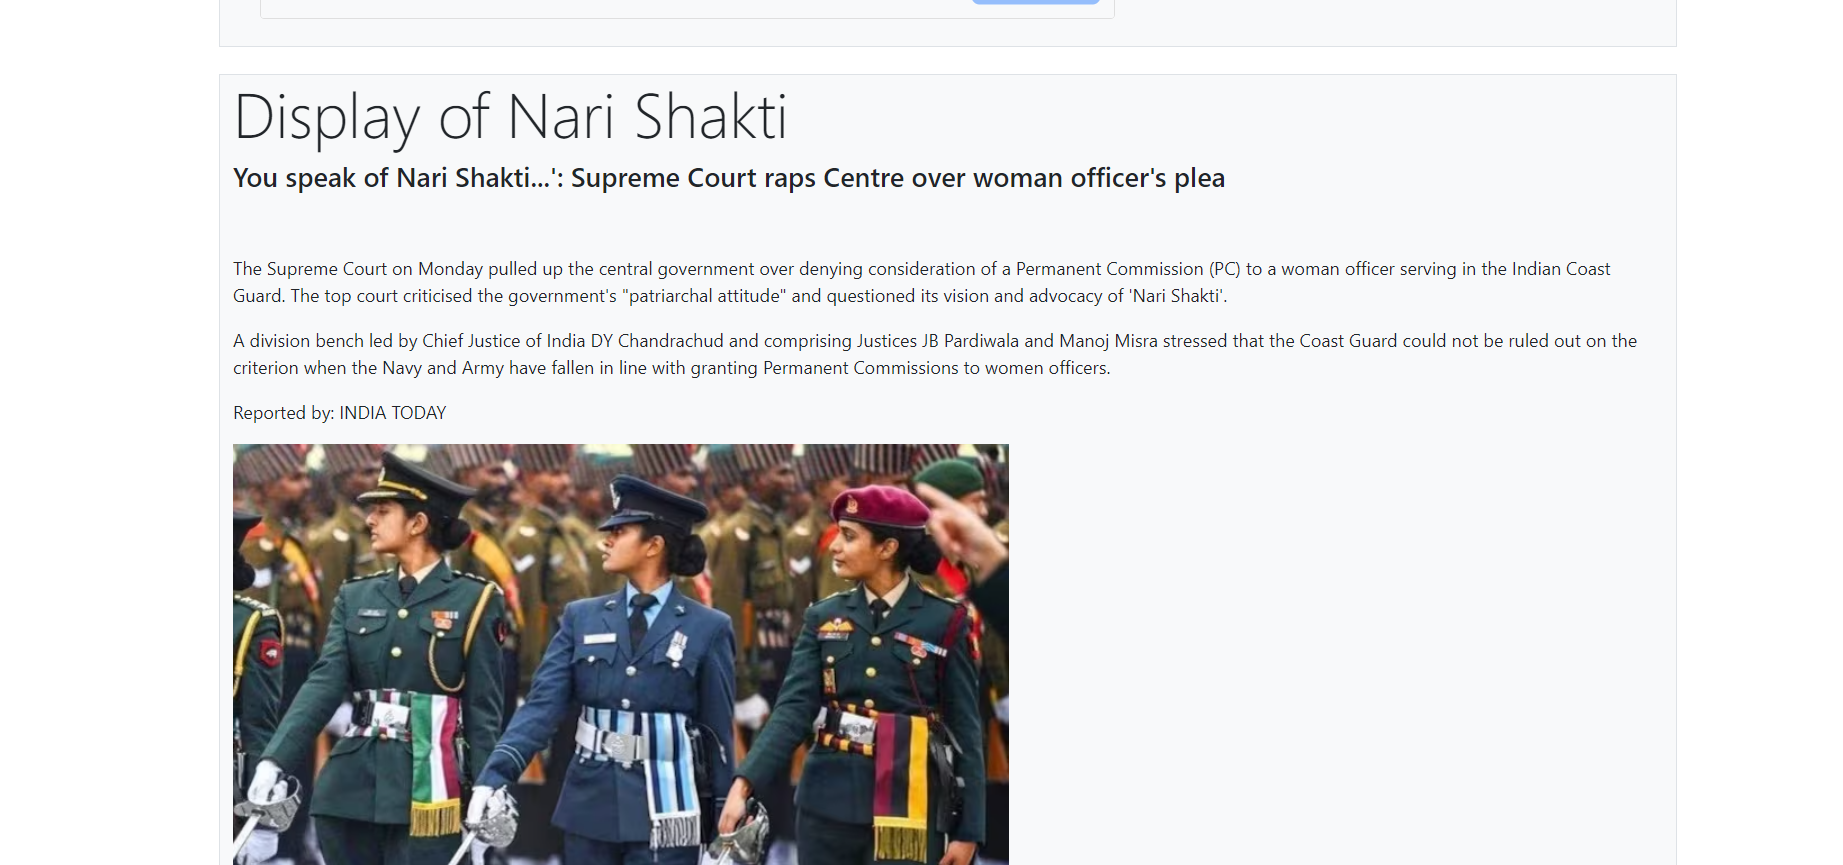 Display of Nari Shakti
You speak of Nari Shakti...': Supreme Court raps Centre over woman officer's plea
The Supreme Court on Monday pulled up the central government over denying consideration of a Permanent Commission (PC) to a woman officer serving in the Indian Coast
Guard. The top court criticised the government's "patriarchal attitude" and questioned its vision and advocacy of 'Nari Shakti'.
A division bench led by Chief Justice of India DY Chandrachud and comprising Justices JB Pardiwala and Manoj Misra stressed that the Coast Guard could not be ruled out on the
criterion when the Navy and Army have fallen in line with granting Permanent Commissions to women officers.
Reported by: INDIA TODAY